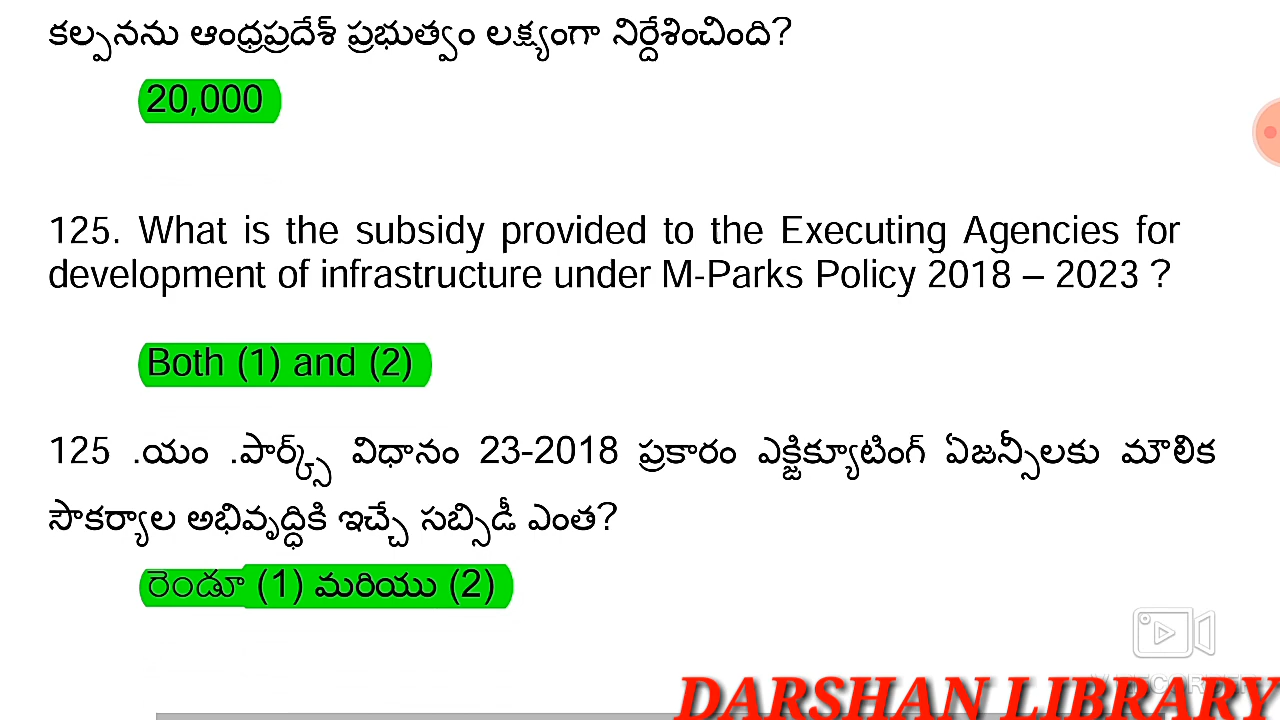 కల్పనను ఆంధ్రప్రదేశ్ ప్రభుత్వం లక్ష్యంగా నిర్దేశించింది?
20,000
125. What is the subsidy provided to the Executing Agencies for
development of infrastructure under M-Parks Policy 2018 – 2023 ?
Both (1) and (2)
125 .యం .పార్క్స్ విధానం 23-2018 ప్రకారం ఎక్జిక్యూటింగ్ ఏజన్సీలకు మౌలిక
సౌకర్యాల అభివృద్ధికి ఇచ్చే సబ్సిడీ ఎంత?
రెండూ (1) మరియు (2)
DARSHAN LIBRARY